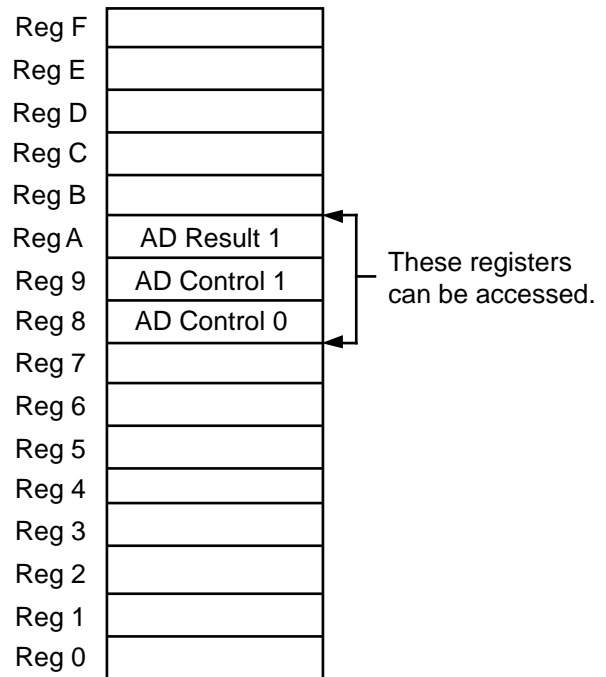 Reg F
Reg E
Reg D
Reg C
Reg B
Reg A AD Result 1
Reg 9 AD Control 1
Reg 8 AD Control 0
These registers
can be accessed.
Reg 7
Reg 6
Reg 5
Reg 4
Reg 3
Reg 2
Reg 1
Reg 0